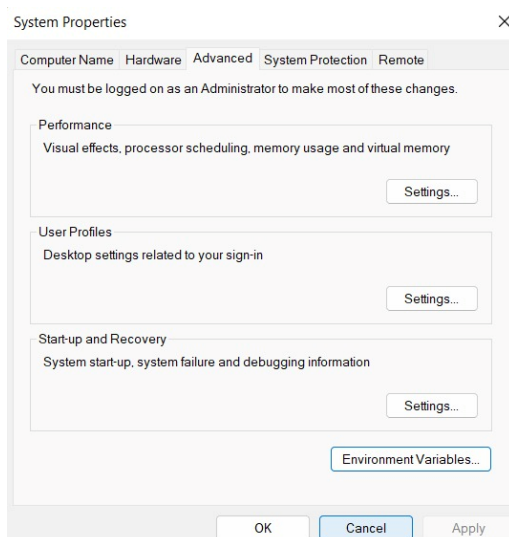 System Properties
Computer Name Hardware Advanced System Protection Remote
You must be logged on as an Administrator to make most of these changes.
Performance
Visual effects, processor scheduling, memory usage and virtual memory
Settings...
User Profiles
Desktop settings related to your sign-in
Settings...
Start-up and Recovery
System start-up, system failure and debugging information
Settings...
Environment Variables...
OK Cancel Apply